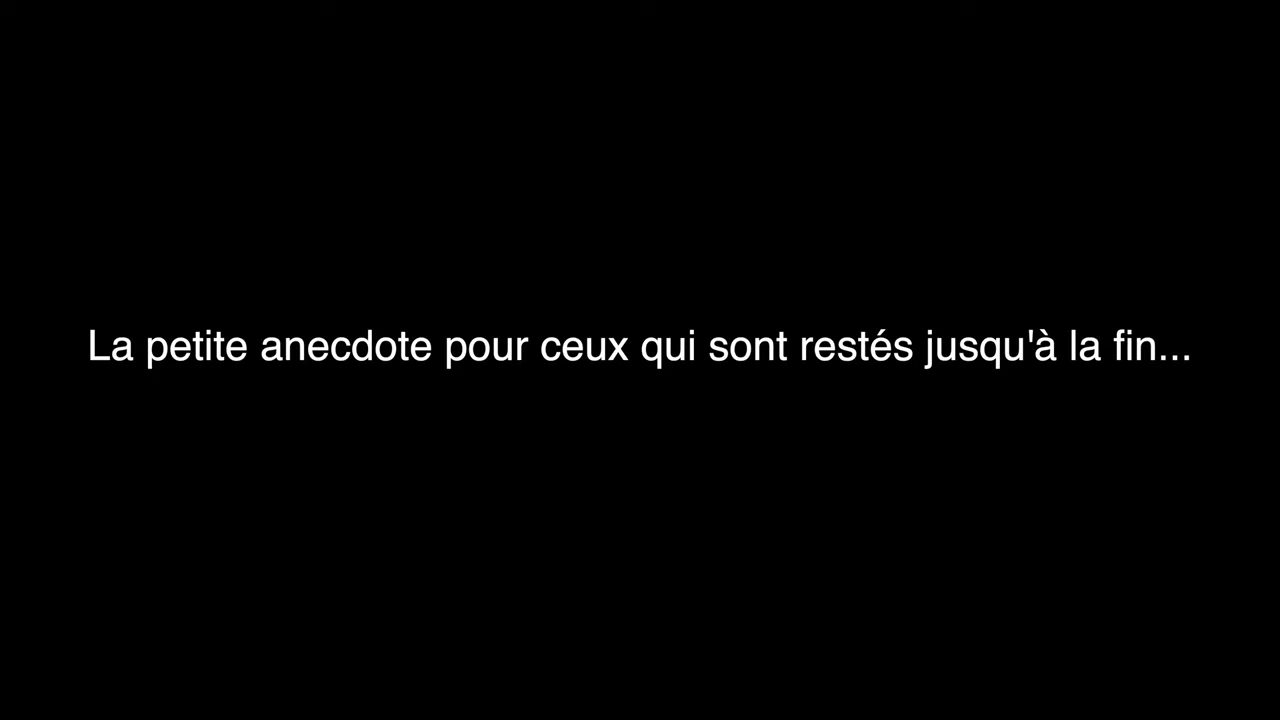 La petite anecdote pour ceux qui sont restés jusqu'à la fin...